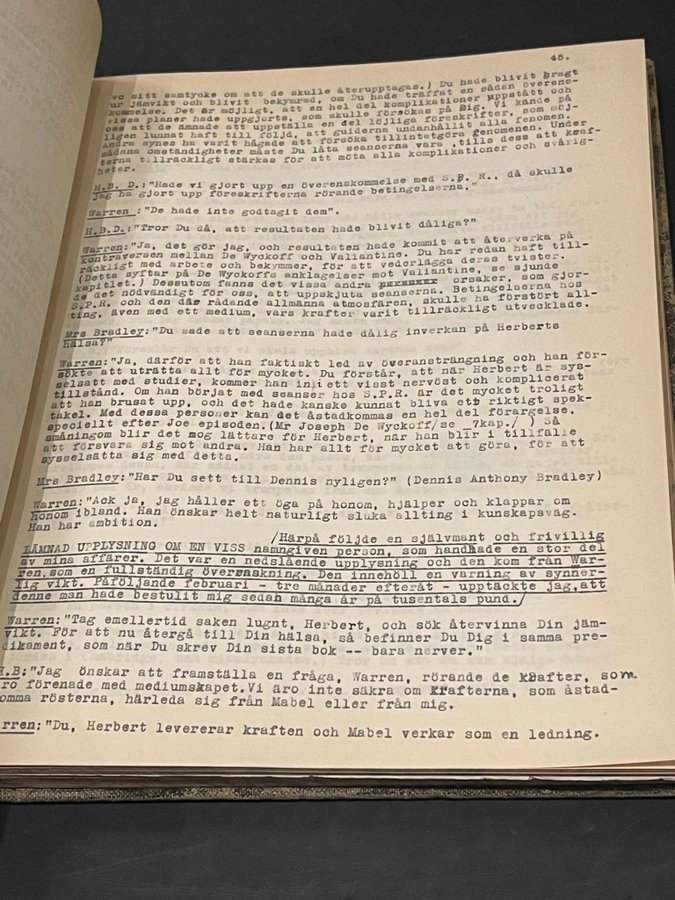 48.
vo sitt samtycke om att de skulle återupptagas.) Du hade blivit bragt
ur jämvikt och blivit bekymrad, om Du hade träffat en sådan överens-
kommelse. Det är möjligt, att en hel del komplikationer uppstått och
vissa planer hade uppgjorts, som skulle försökas på mig. Vi kände på
oss att de ämnade att uppställa en del löjliga föreskrifter, som möj-
ligen lunnat haft till följd, att guiderna undanhållit alla fenomen.
Andra synes ha varit hågade att försöka tillintetgöra genomenen. Under
sådana omständigheter måste Du låta seanserna vara ,tills dess att kraf-
terna tillräckligt stärkas för att möta alla komplikationer och svårig-
heter.
H.B. D.:"Hade vi gjort upp en överenskommelse med S.P. R., då skulle
jag ha gjort upp föreskrifterna rörande betingelserna."
Warren :"De hade inte godtagit dem".
H.B.D.:"Tror Du då, att resultaten hade blivit dåliga?"
Warren:"Ja, det gör jag, och resultaten hade kommit att återverka på
kontraversen mellan De Wyckoff och Valiantine. Du har redan haft till-
räckligt med arbete och bekymmer, för att vederlägga deras tvister.
(Detta syftar på De Wyckoffs anklagelser mot Valiantine, se sjunde
kapitlet.) Dessutom fanns det vissa andra orsaker, som gjor-
de det nödvändigt för oss, att uppskjuta seanserna. Betingelserna hos
S.P.R. och den där rådande allmänna atmosfären, skulle ha förstört all-
ting, även med ett medium, vars krafter varit tillräckligt utvecklade.
Mrs Bradley:"Du sade att seanserna hade dålig inverkan på Herberts
hälsa?"
Warren:"Ja, därför att han faktiskt led av överansträngning och han för-
sökte att uträtta allt för mycket. Du förstår, att när Herbert är sys-
selsatt med studier, kommer han in i ett visst nervöst och komplicerat
tillstånd. Om han börjat med seanser hos S.P.R. är det mycket troligt
att han brusat upp, och det hade kanske kunnat bliva ett riktigt spek-
takel. Med dessa personer kan det åstadkommas en hel del förargelse,
speciellt efter Joe episoden.(Mr Joseph De Wyckoff/se 7kap./ ) Så
småningom blir det nog lättare för Herbert, när han blir i tillfälle
att försvara sig mot andra. Han har allt för mycket att göra, för att
sysselsätta sig med detta.
Mrs Bradley:"Har Du sett till Dennis nyligen?" (Dennis Anthony Bradley)
Warren:"Ack ja, jag håller ett öga på honom, hjälper och klappar om
honom ibland. Han önskar helt naturligt sluka allting i kunskapsväg.
Han har ambition.
/Härpå följde en självmant och frivillig
LÄMNAD UPPLYSNING OM EN VISS namngiven person, som handhade en stor del
av mina affärer. Det var en nedslående upplysning och den kom från War-
ren,som en fullständig överraskning. Den innehöll en varning av synner-
lig vikt. Påföljande februari - tre månader efteråt - upptäckte jag,att
denne man hade bestulit mig sedan många år på tusentals pund./
Warren:"Tag emellertid saken lugnt, Herbert, och sök återvinna Din jäm-
vikt. För att nu återgå till Din hälsa, så befinner Du Dig i samma pre-
dikament, som när Du skrev Din sista bok -- bara nerver."
H.B:"Jag önskar att framställa en fråga, Warren, rörande de krafter, som
ro förenade med mediumskapet.Vi äro inte säkra om krafterna, som åstad-
omma rösterna, härleda sig från Mabel eller från mig.
rren:"Du, Herbert levererar kraften och Mabel verkar som en ledning.